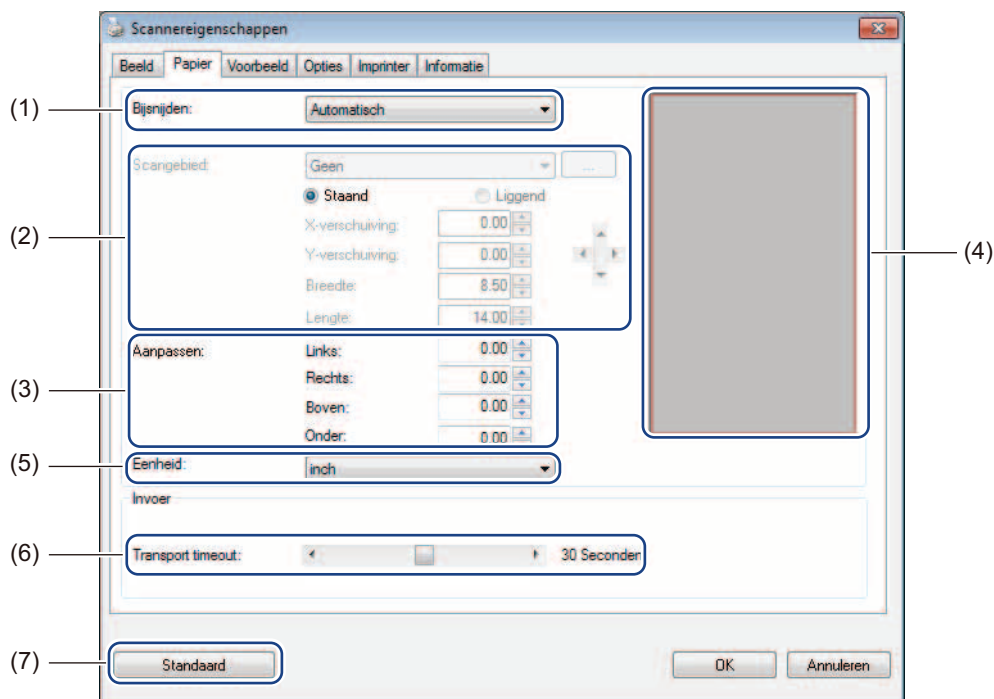 Scannereigenschappen
Beeld Papier Voorbeeld Opties Imprinter Informatie
(1) Bijsnijden: Automatisch
(2) Scangebied: Geen ...
Staand Liggend
X-verschuiving: 0.00
Y-verschuiving: 0.00
Breedte: 8.50
Lengte: 14.00
(3) Aanpassen: Links: 0.00
Rechts: 0.00
Boven: 0.00
Onder: 0.00
(4)
(5) Eenheid: inch
Invoer
(6) Transport timeout: 30 Seconden
(7) Standaard OK Annuleren